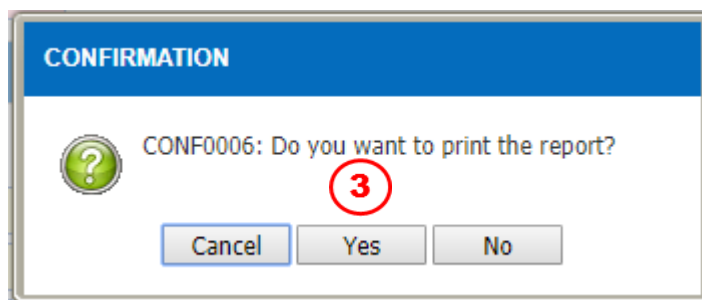 CONFIRMATION
CONF0006: Do you want to print the report?
3
Cancel Yes No